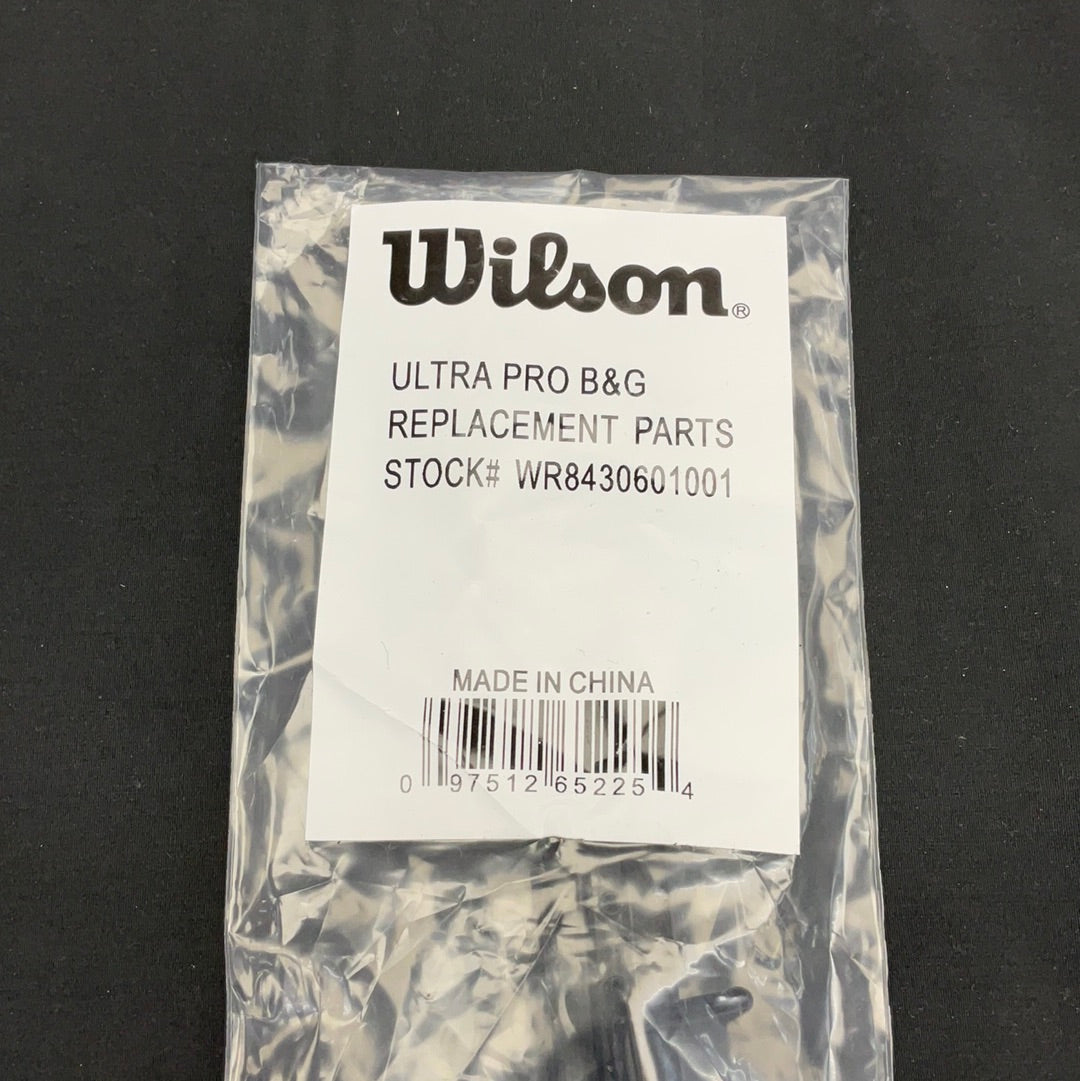 Wilson®
ULTRA PRO B&G
REPLACEMENT PARTS
STOCK# WR8430601001
MADE IN CHINA
0 97512 65225 4